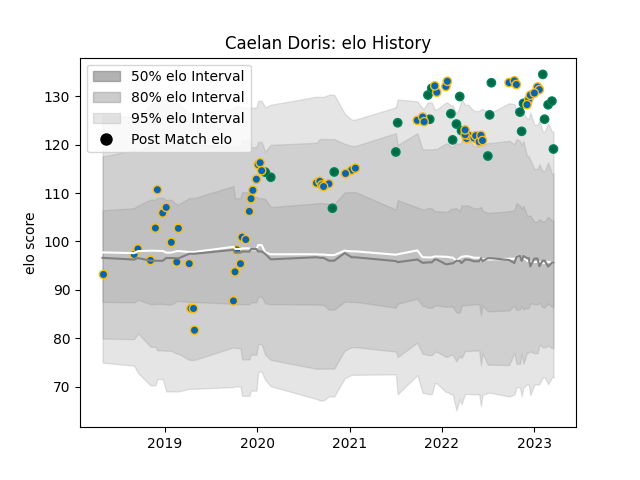 Caelan Doris: elo History
50% elo Interval
80% elo Interval
95% elo Interval
Post Match elo
elo score
130
120
110
100
90
80
70
2019
2020
2021
2022
2023